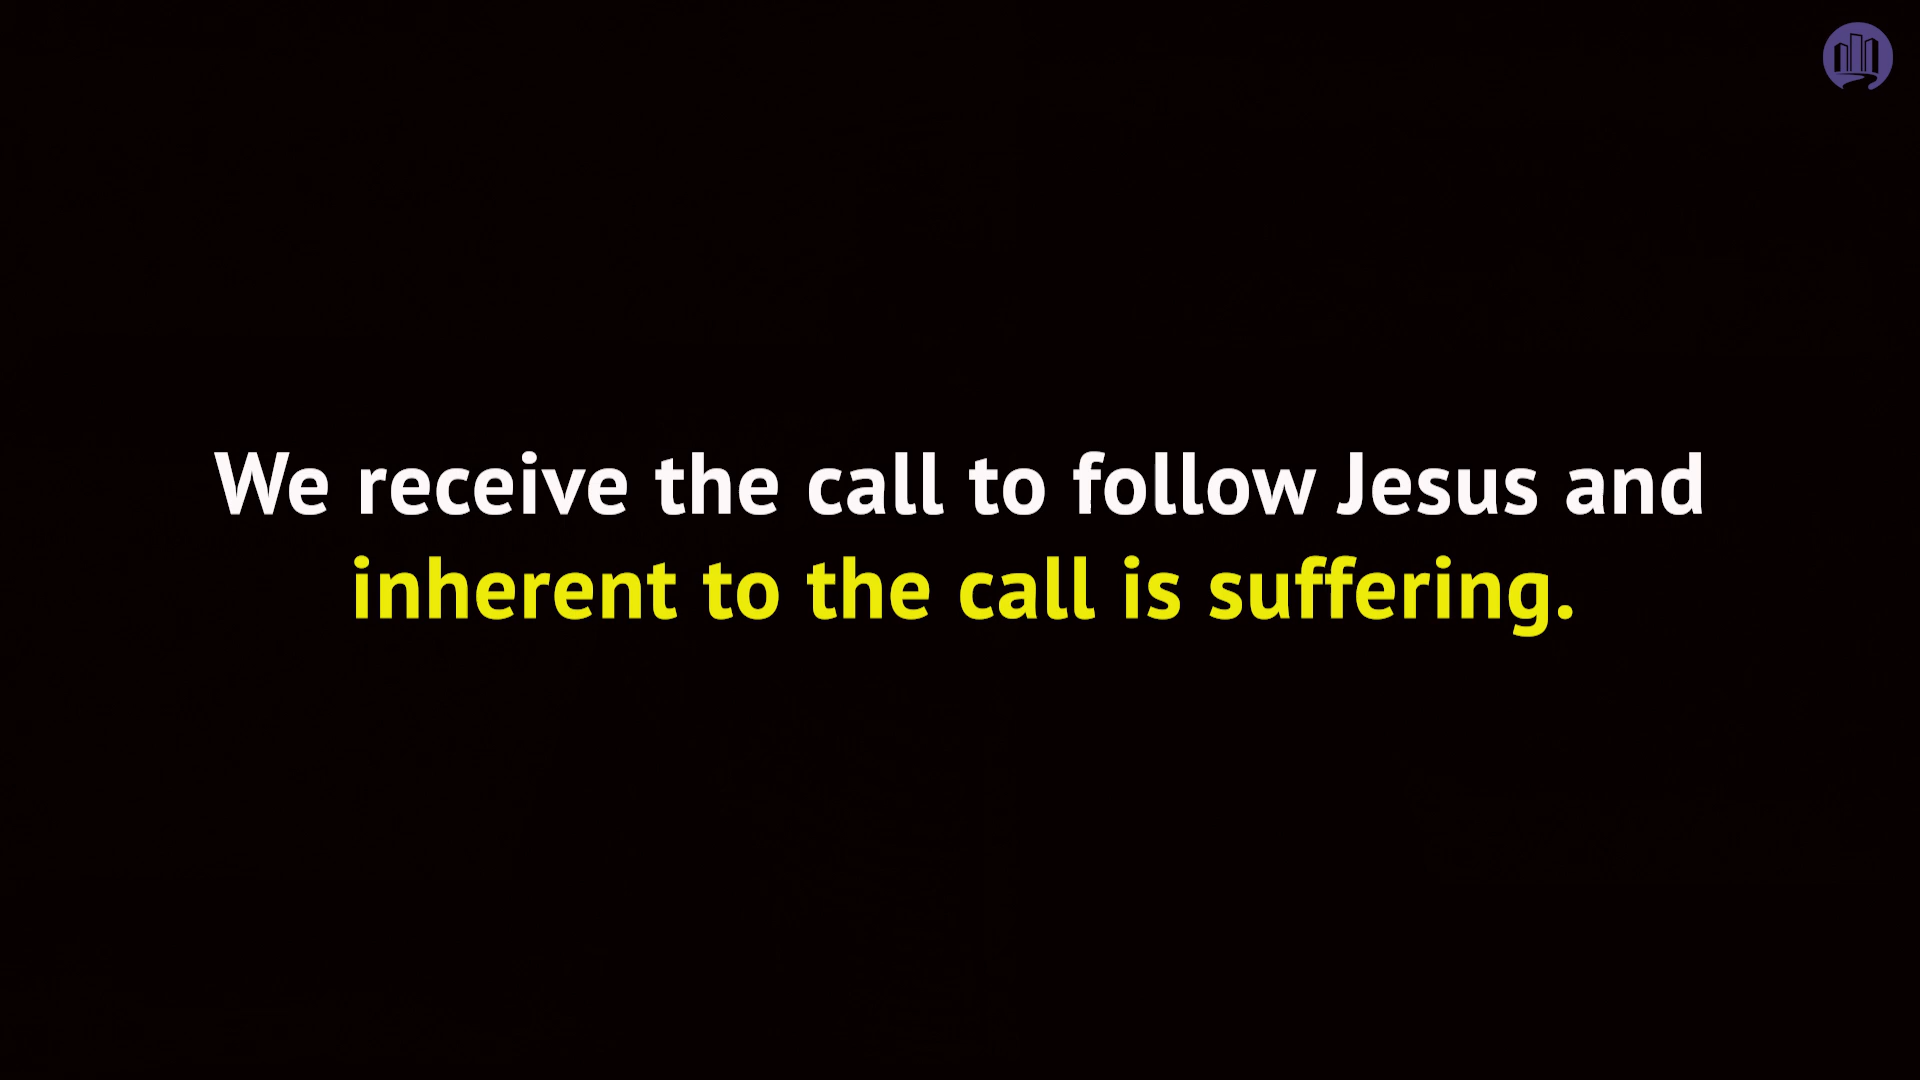 We receive the call to follow Jesus and
inherent to the call is suffering.